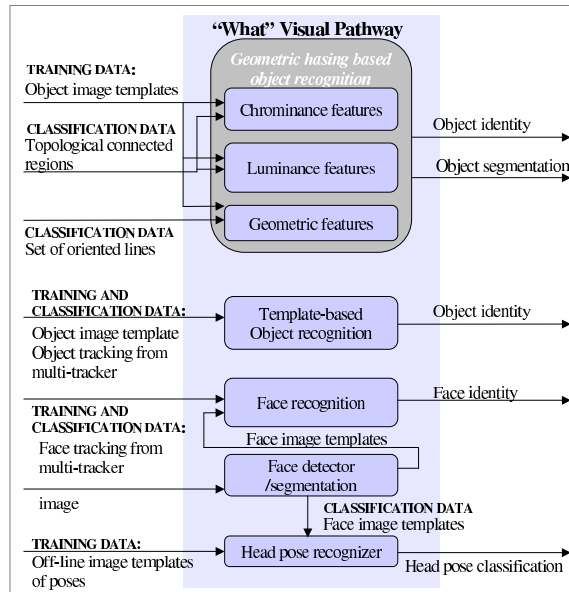 “What” Visual Pathway
Geometric hasing based
object recognition
TRAINING DATA:
Object image templates
Chrominance features
CLASSIFICATION DATA
Topological connected
regions
Luminance features
Object identity
Object segmentation
Geometric features
CLASSIFICATION DATA
Set of oriented lines
TRAINING AND
CLASSIFICATION DATA:
Object image template
Object tracking from
multi-tracker
Template-based
Object recognition
Object identity
Face recognition
Face identity
TRAINING AND
CLASSIFICATION DATA:
Face tracking from
multi-tracker
Face image templates
Face detector
/segmentation
image
CLASSIFICATION DATA
Face image templates
TRAINING DATA:
Off-line image templates
of poses
Head pose recognizer
Head pose classification